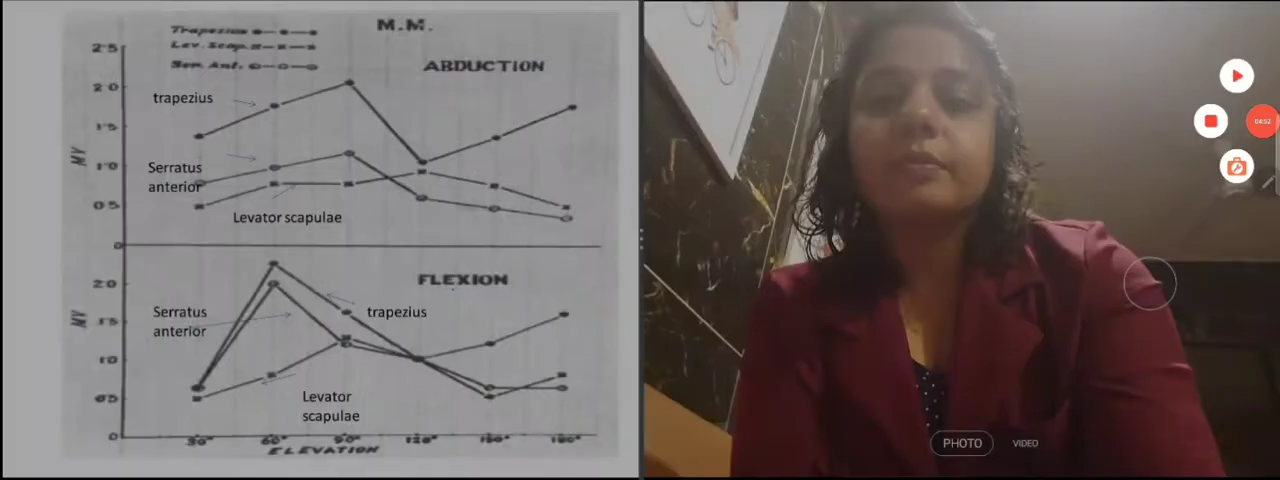 M.M.
Trapezius
Lev. Scap.
Ser. Ant.
ABDUCTION
2·5
2·0
1·5
1·0
0·5
0
MV
trapezius
Serratus
anterior
Levator scapulae
FLEXION
2·0
1·5
1·0
0·5
0
MV
Serratus
anterior
trapezius
Levator
scapulae
30° 60° 90° 120° 150° 180°
ELEVATION
04:52
PHOTO VIDEO